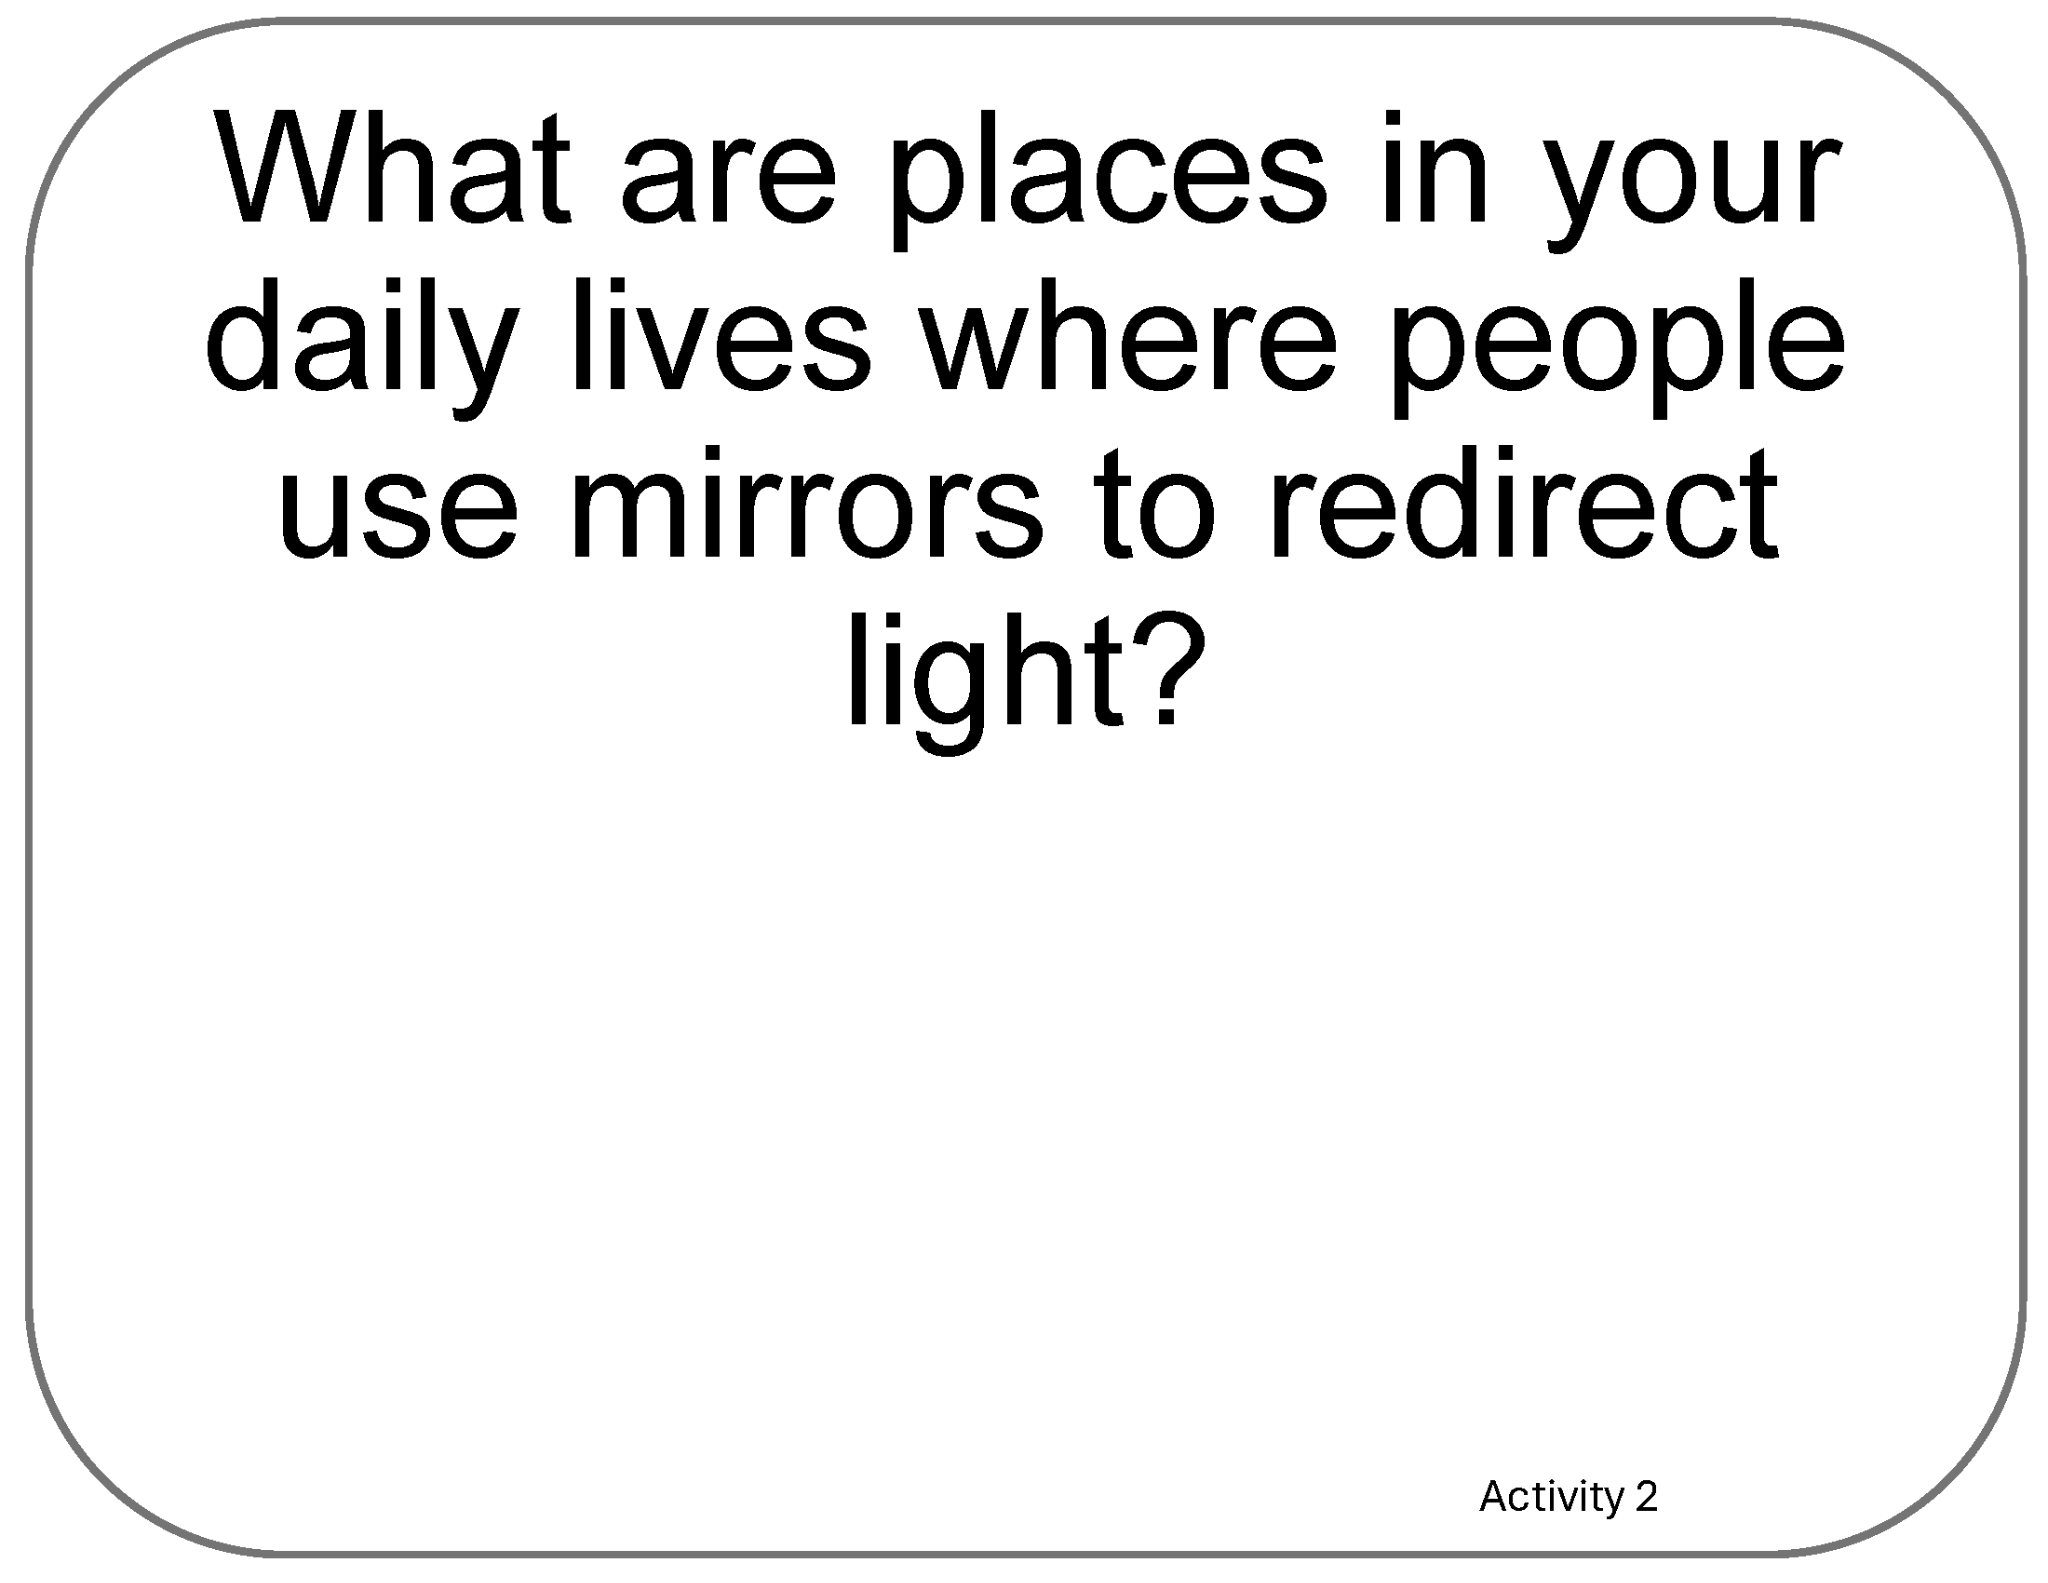 What are places in your
daily lives where people
use mirrors to redirect
light?
Activity 2